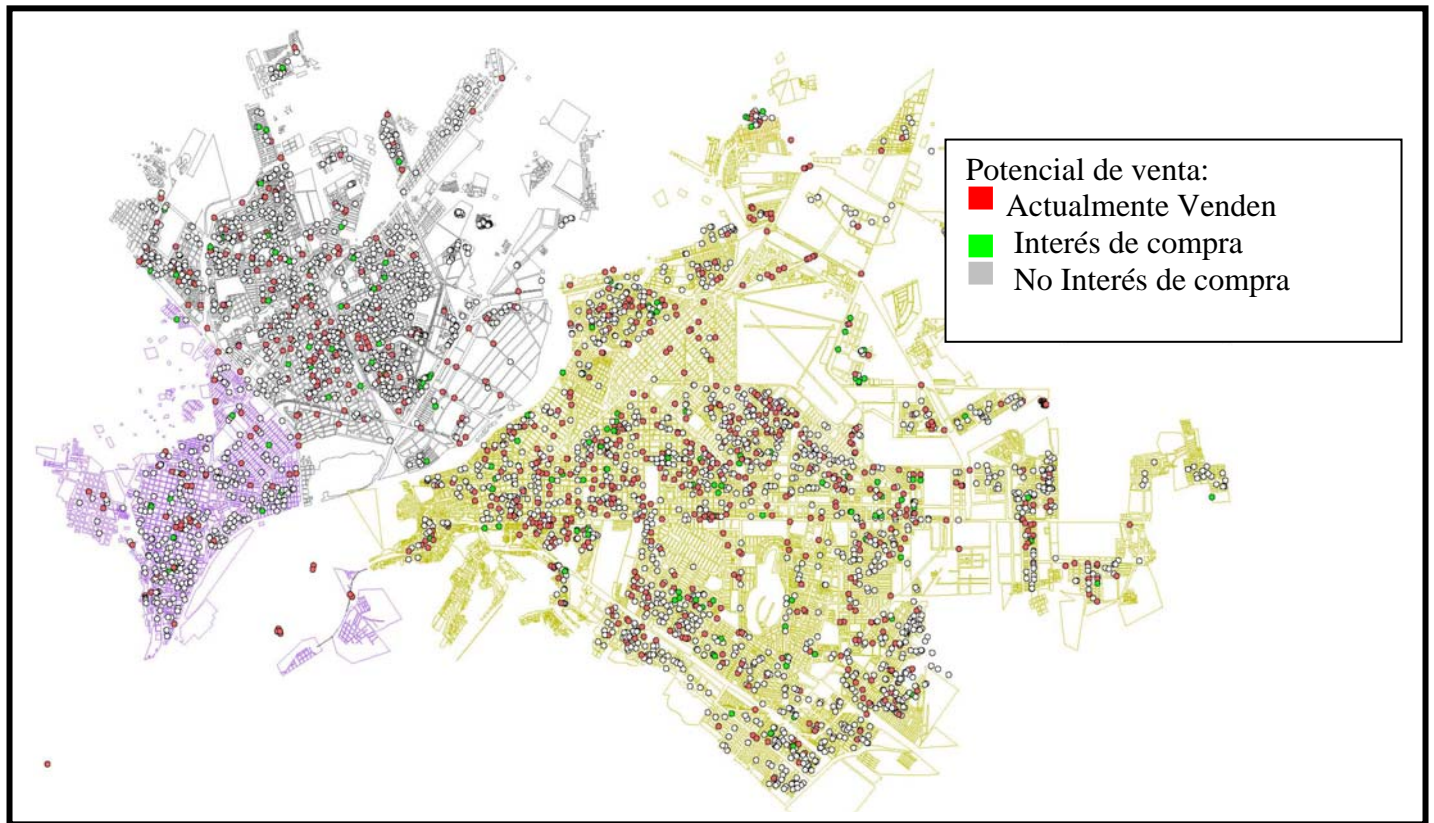 Potencial de venta:
Actualmente Venden
Interés de compra
No Interés de compra